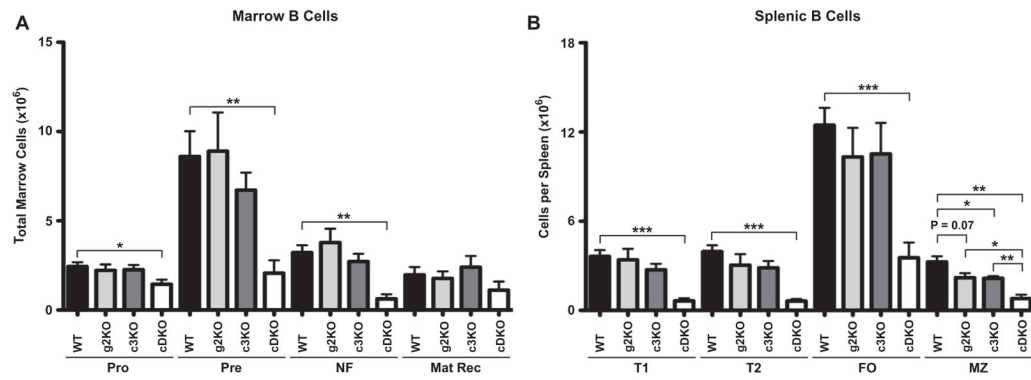 A
Marrow B Cells
Total Marrow Cells (x10⁶)
15
10
5
0
*
**
**
WT
g2KO
c3KO
cDKO
WT
g2KO
c3KO
cDKO
WT
g2KO
c3KO
cDKO
WT
g2KO
c3KO
cDKO
Pro
Pre
NF
Mat Rec
B
Splenic B Cells
Cells per Spleen (x10⁶)
18
12
6
0
***
***
***
**
*
P = 0.07
*
**
WT
g2KO
c3KO
cDKO
WT
g2KO
c3KO
cDKO
WT
g2KO
c3KO
cDKO
WT
g2KO
c3KO
cDKO
T1
T2
FO
MZ